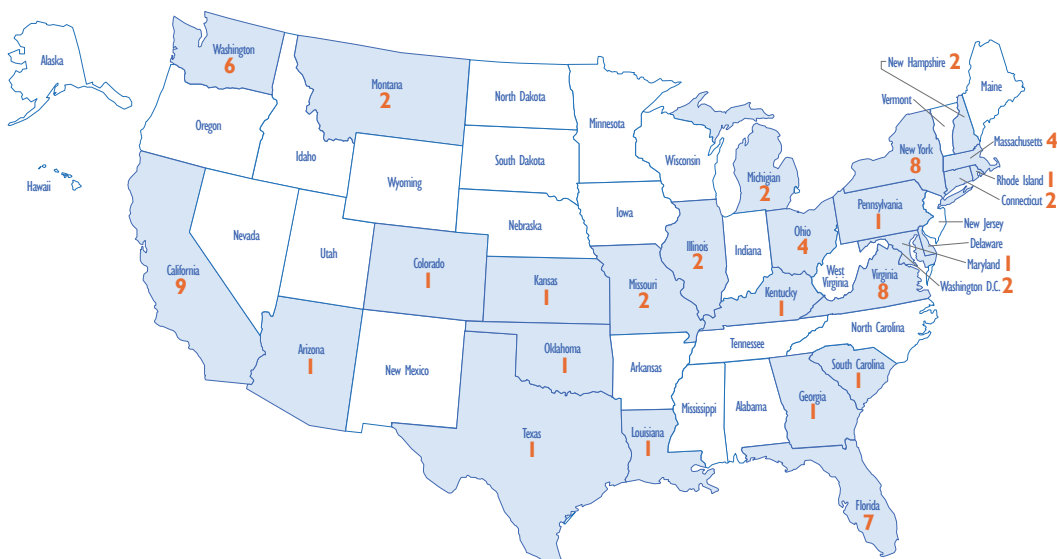 Alaska
Hawaii
Washington
6
Oregon
California
9
Nevada
Idaho
Montana
2
Wyoming
Utah
Arizona
1
Colorado
1
New Mexico
North Dakota
South Dakota
Nebraska
Kansas
1
Oklahoma
1
Texas
1
Minnesota
Iowa
Missouri
2
Arkansas
Louisiana
1
Wisconsin
Illinois
2
Michigan
2
Indiana
Ohio
4
Kentucky
1
Tennessee
Mississippi
Alabama
Georgia
1
Florida
7
South Carolina
1
North Carolina
West
Virginia
Virginia
8
Pennsylvania
1
New York
8
Vermont
New Hampshire 2
Maine
Massachusetts 4
Rhode Island 1
Connecticut 2
New Jersey
Delaware
Maryland 1
Washington D.C. 2